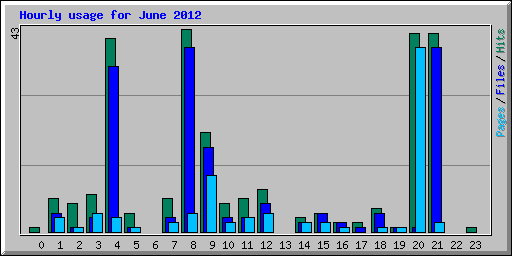 Hourly usage for June 2012
43
Pages / Files / Hits
0 1 2 3 4 5 6 7 8 9 10 11 12 13 14 15 16 17 18 19 20 21 22 23